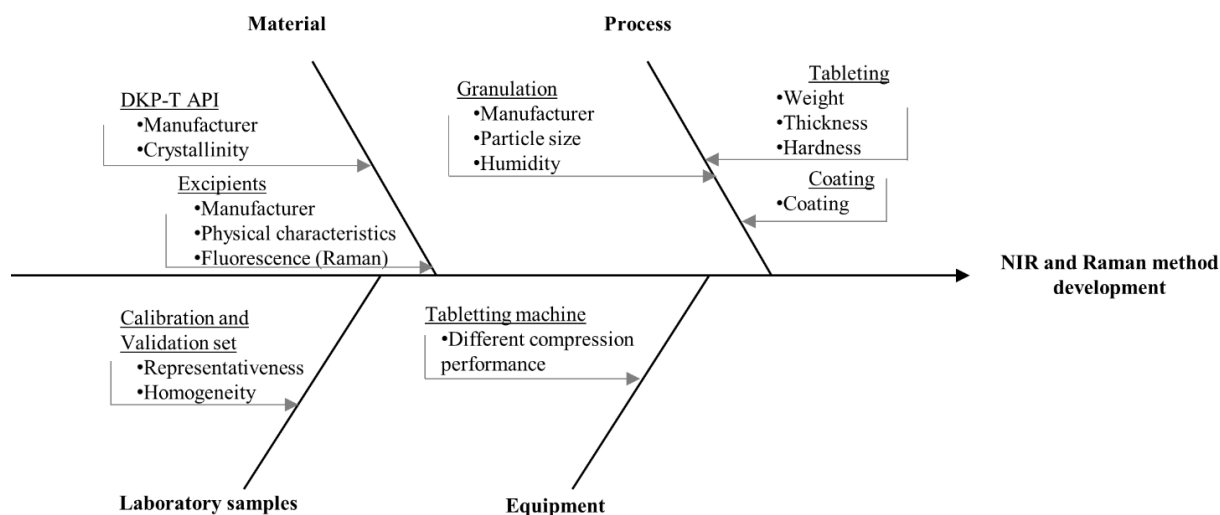 Material
Process
DKP-T API
•Manufacturer
•Crystallinity
Excipients
•Manufacturer
•Physical characteristics
•Fluorescence (Raman)
Granulation
•Manufacturer
•Particle size
•Humidity
Tableting
•Weight
•Thickness
•Hardness
Coating
•Coating
NIR and Raman method
development
Calibration and
Validation set
•Representativeness
•Homogeneity
Tabletting machine
•Different compression
performance
Laboratory samples
Equipment